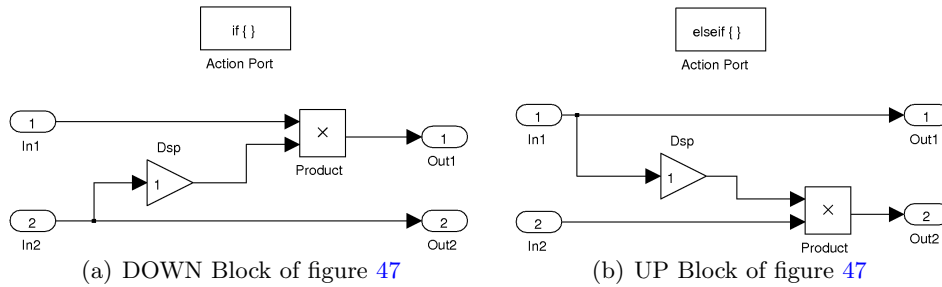 if { }
Action Port
1
In1
Dsp
1
×
Product
1
Out1
2
In2
2
Out2
(a) DOWN Block of figure 47
elseif { }
Action Port
1
In1
1
Out1
Dsp
1
2
In2
×
Product
2
Out2
(b) UP Block of figure 47